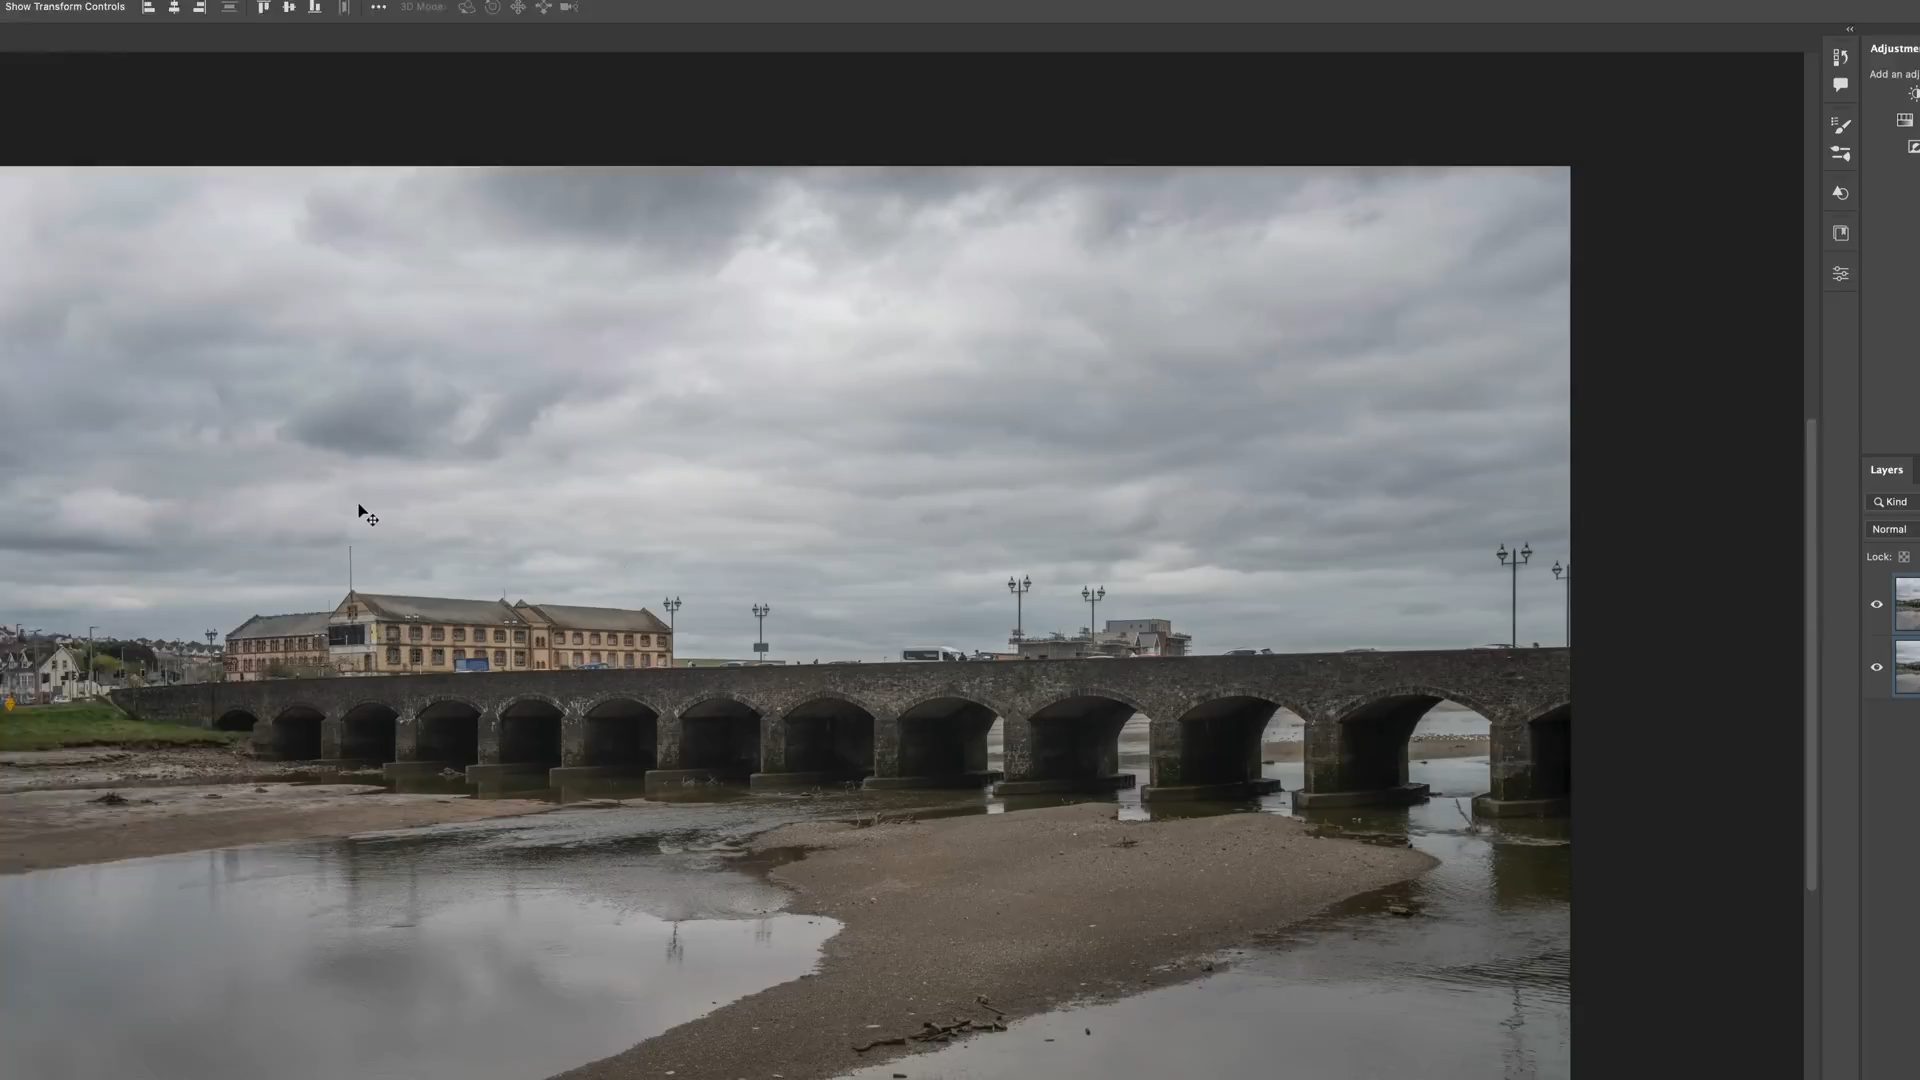 Show Transform Controls
3D Mode:
Adjustme
Add an adj
Layers
Kind
Normal
Lock: